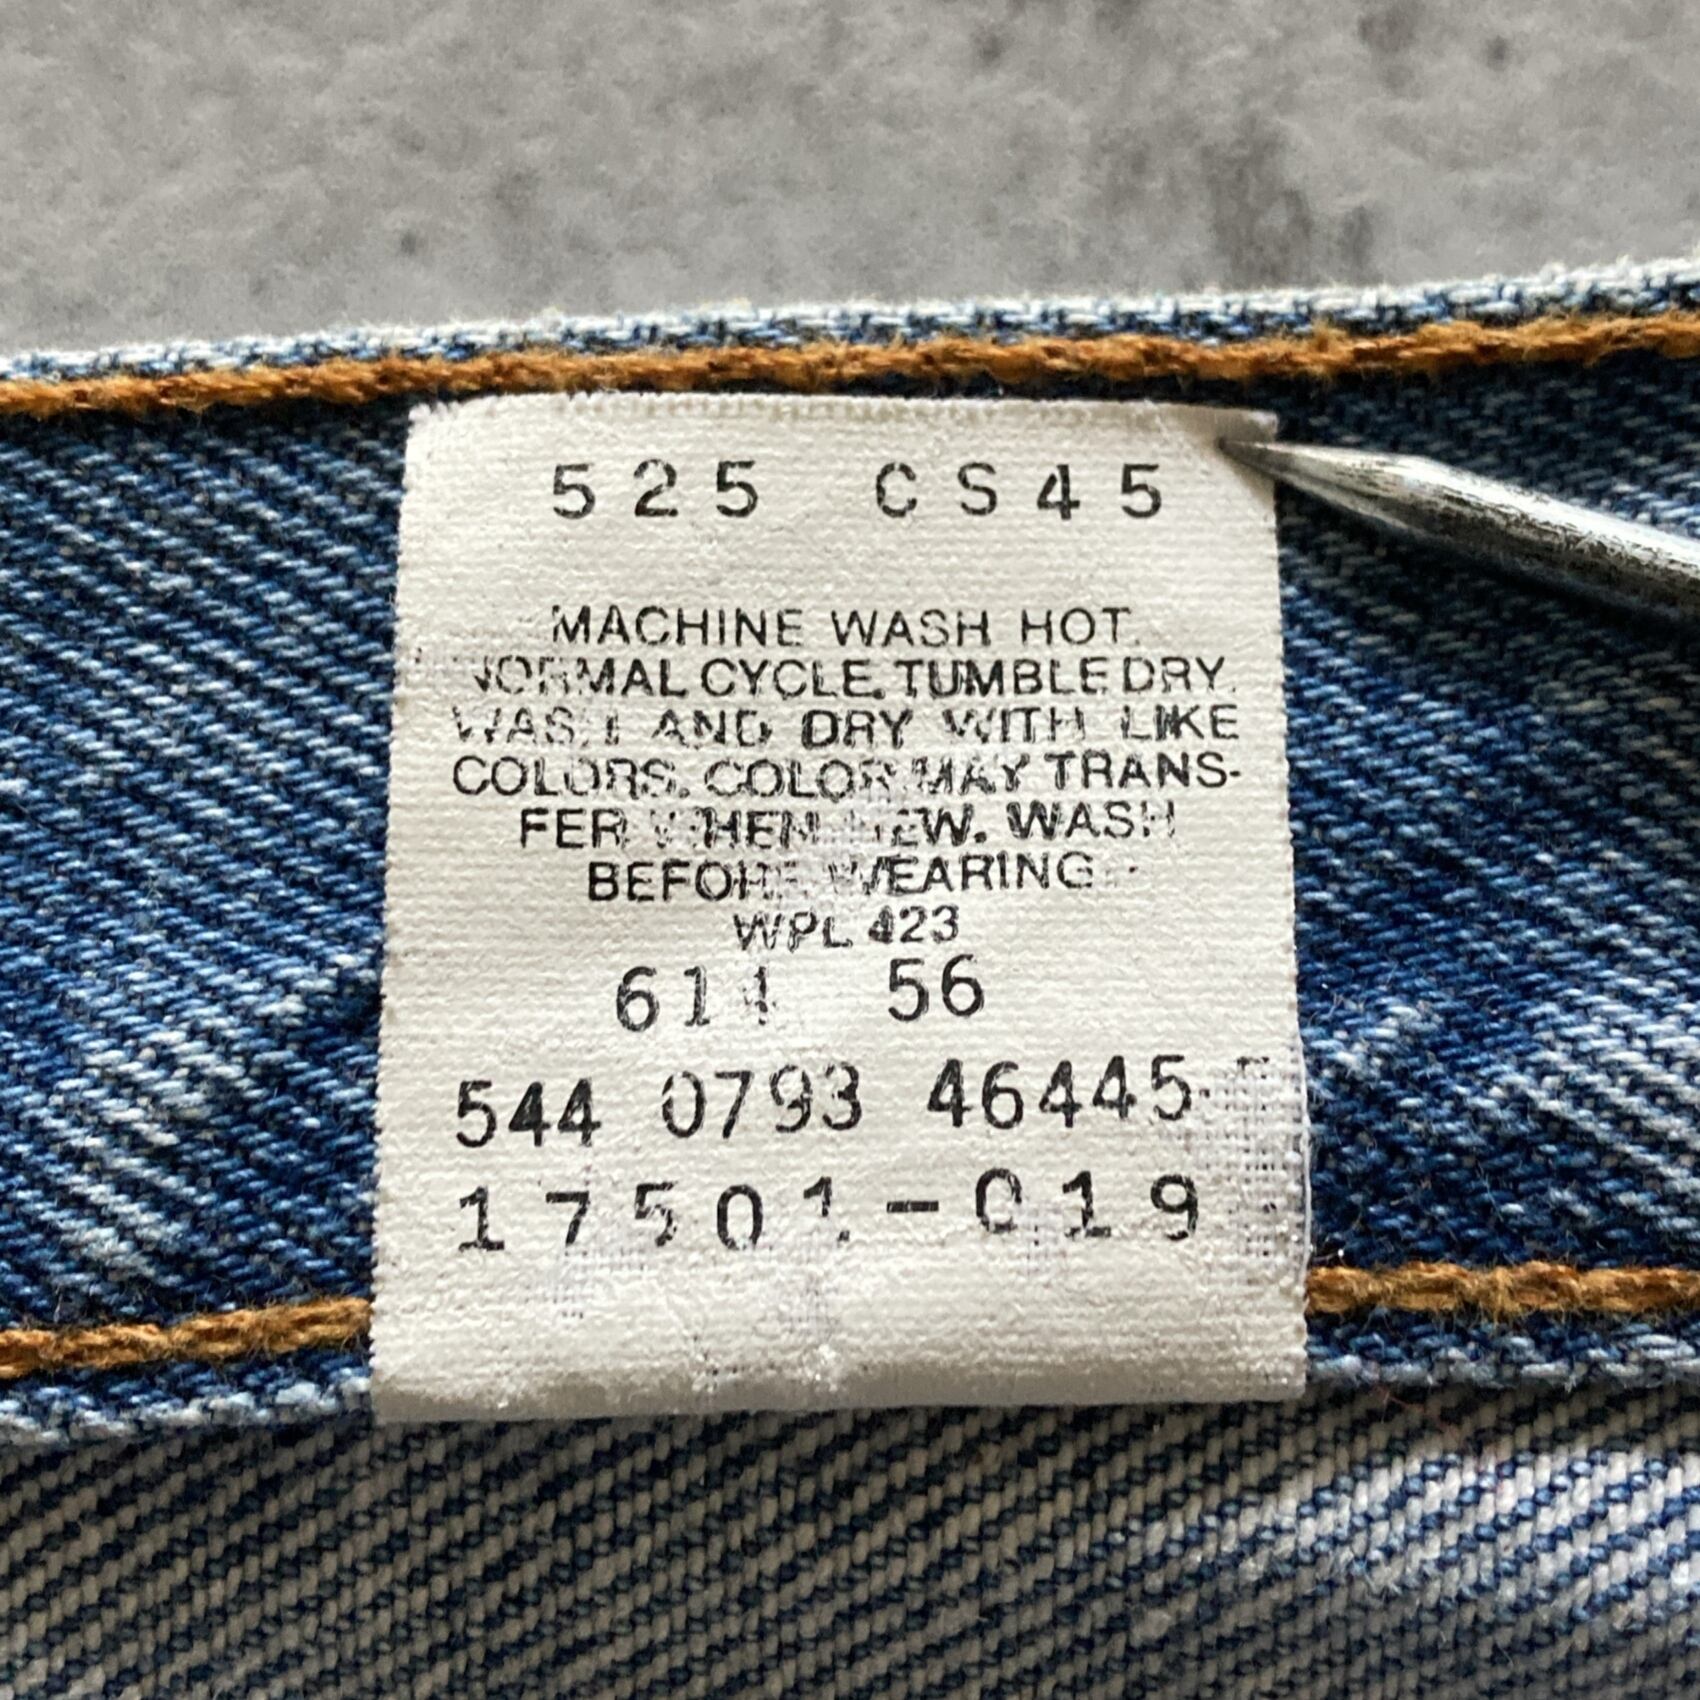 525 CS45
MACHINE WASH HOT.
NORMAL CYCLE. TUMBLE DRY.
WASH AND DRY WITH LIKE
COLORS. COLOR MAY TRANS-
FER WHEN NEW. WASH
BEFORE WEARING
WPL 423
56
544 0793 46445
17501-019